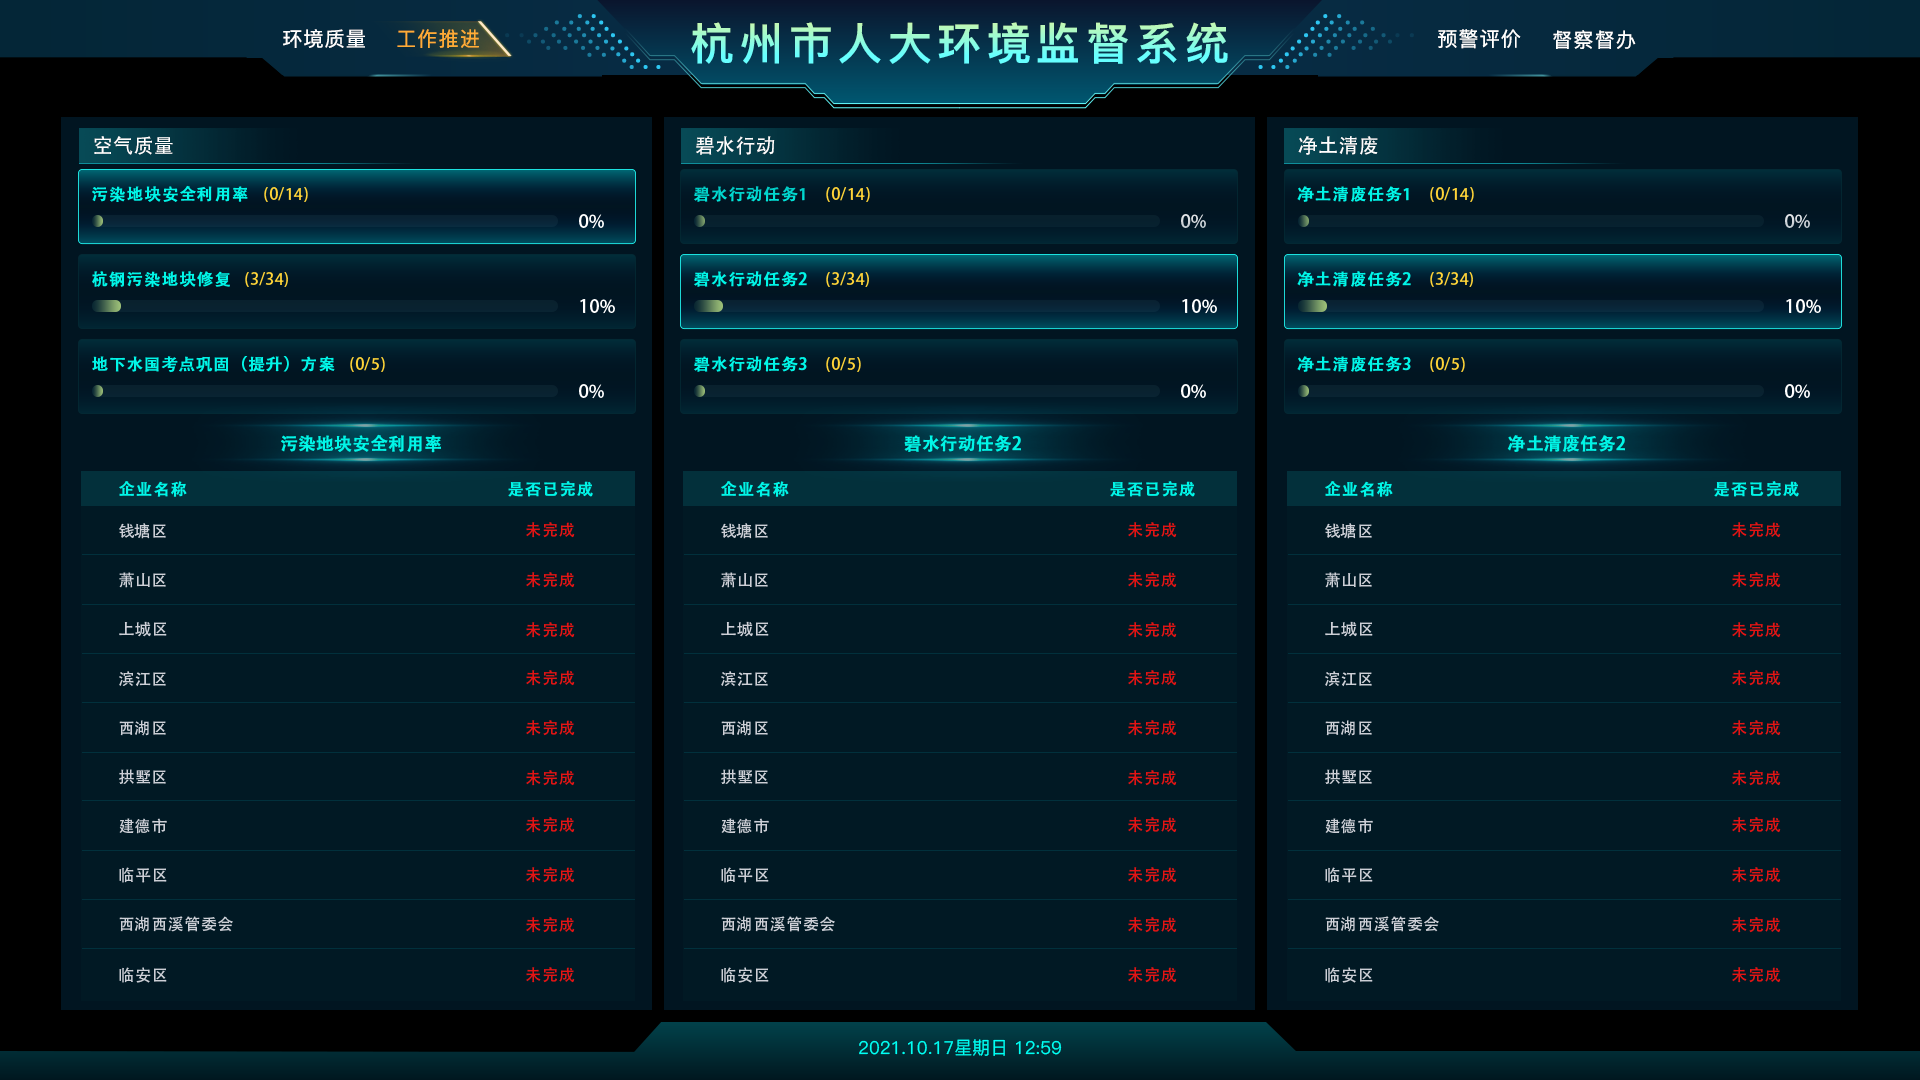 环境质量 工作推进 杭州市人大环境监督系统 预警评价 督察督办
空气质量
污染地块安全利用率 (0/14)
0%
杭钢污染地块修复 (3/34)
10%
地下水国考点巩固（提升）方案 (0/5)
0%
污染地块安全利用率
企业名称 是否已完成
钱塘区 未完成
萧山区 未完成
上城区 未完成
滨江区 未完成
西湖区 未完成
拱墅区 未完成
建德市 未完成
临平区 未完成
西湖西溪管委会 未完成
临安区 未完成
碧水行动
碧水行动任务1 (0/14)
0%
碧水行动任务2 (3/34)
10%
碧水行动任务3 (0/5)
0%
碧水行动任务2
企业名称 是否已完成
钱塘区 未完成
萧山区 未完成
上城区 未完成
滨江区 未完成
西湖区 未完成
拱墅区 未完成
建德市 未完成
临平区 未完成
西湖西溪管委会 未完成
临安区 未完成
净土清废
净土清废任务1 (0/14)
0%
净土清废任务2 (3/34)
10%
净土清废任务3 (0/5)
0%
净土清废任务2
企业名称 是否已完成
钱塘区 未完成
萧山区 未完成
上城区 未完成
滨江区 未完成
西湖区 未完成
拱墅区 未完成
建德市 未完成
临平区 未完成
西湖西溪管委会 未完成
临安区 未完成
2021.10.17星期日 12:59